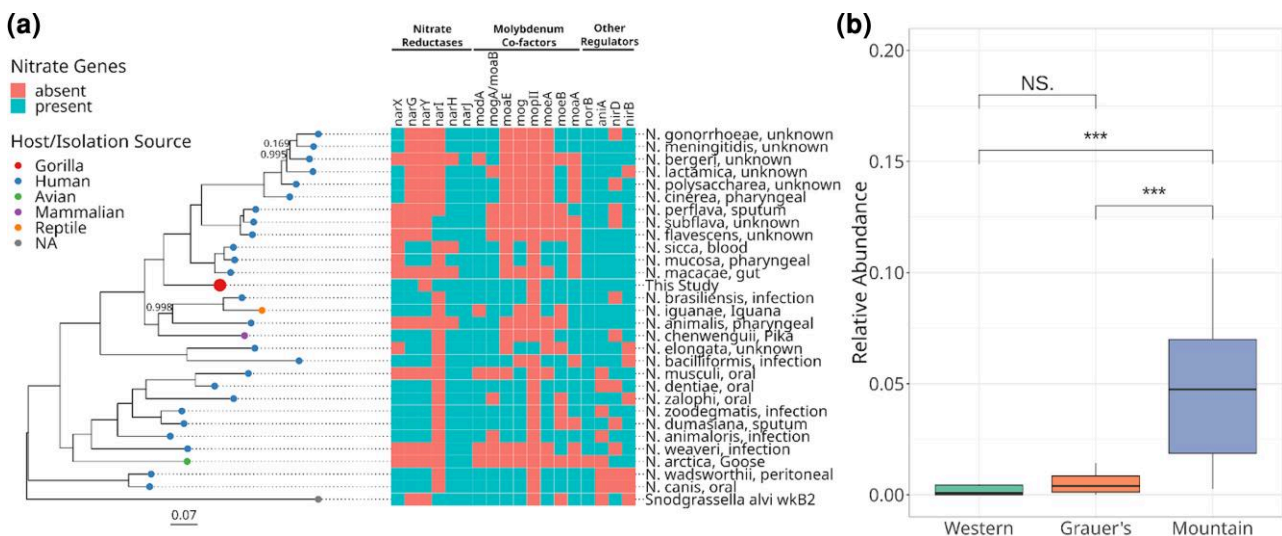 (a)
Nitrate Genes
absent
present
Host/Isolation Source
Gorilla
Human
Avian
Mammalian
Reptile
NA
0.169
0.995
0.998
0.07
Nitrate
Reductases
Molybdenum
Co-factors
Other
Regulators
narX
narG
narY
narI
narH
narJ
modA
mogA/moaB
moaE
mog
mopII
moeA
moeB
moaA
norB
aniA
nirD
nirB
N. gonorrhoeae, unknown
N. meningitidis, unknown
N. bergeri, unknown
N. lactamica, unknown
N. polysaccharea, unknown
N. cinerea, pharyngeal
N. perflava, sputum
N. subflava, unknown
N. flavescens, unknown
N. sicca, blood
N. mucosa, pharyngeal
N. macacae, gut
This Study
N. brasiliensis, infection
N. iguanae, Iguana
N. animalis, pharyngeal
N. chenwenguii, Pika
N. elongata, unknown
N. bacilliformis, infection
N. musculi, oral
N. dentiae, oral
N. zalophi, oral
N. zoodegmatis, infection
N. dumasiana, sputum
N. animaloris, infection
N. weaveri, infection
N. arctica, Goose
N. wadsworthii, peritoneal
N. canis, oral
Snodgrassella alvi wkB2
(b)
Relative Abundance
0.20
0.15
0.10
0.05
0.00
NS.
***
***
Western
Grauer's
Mountain